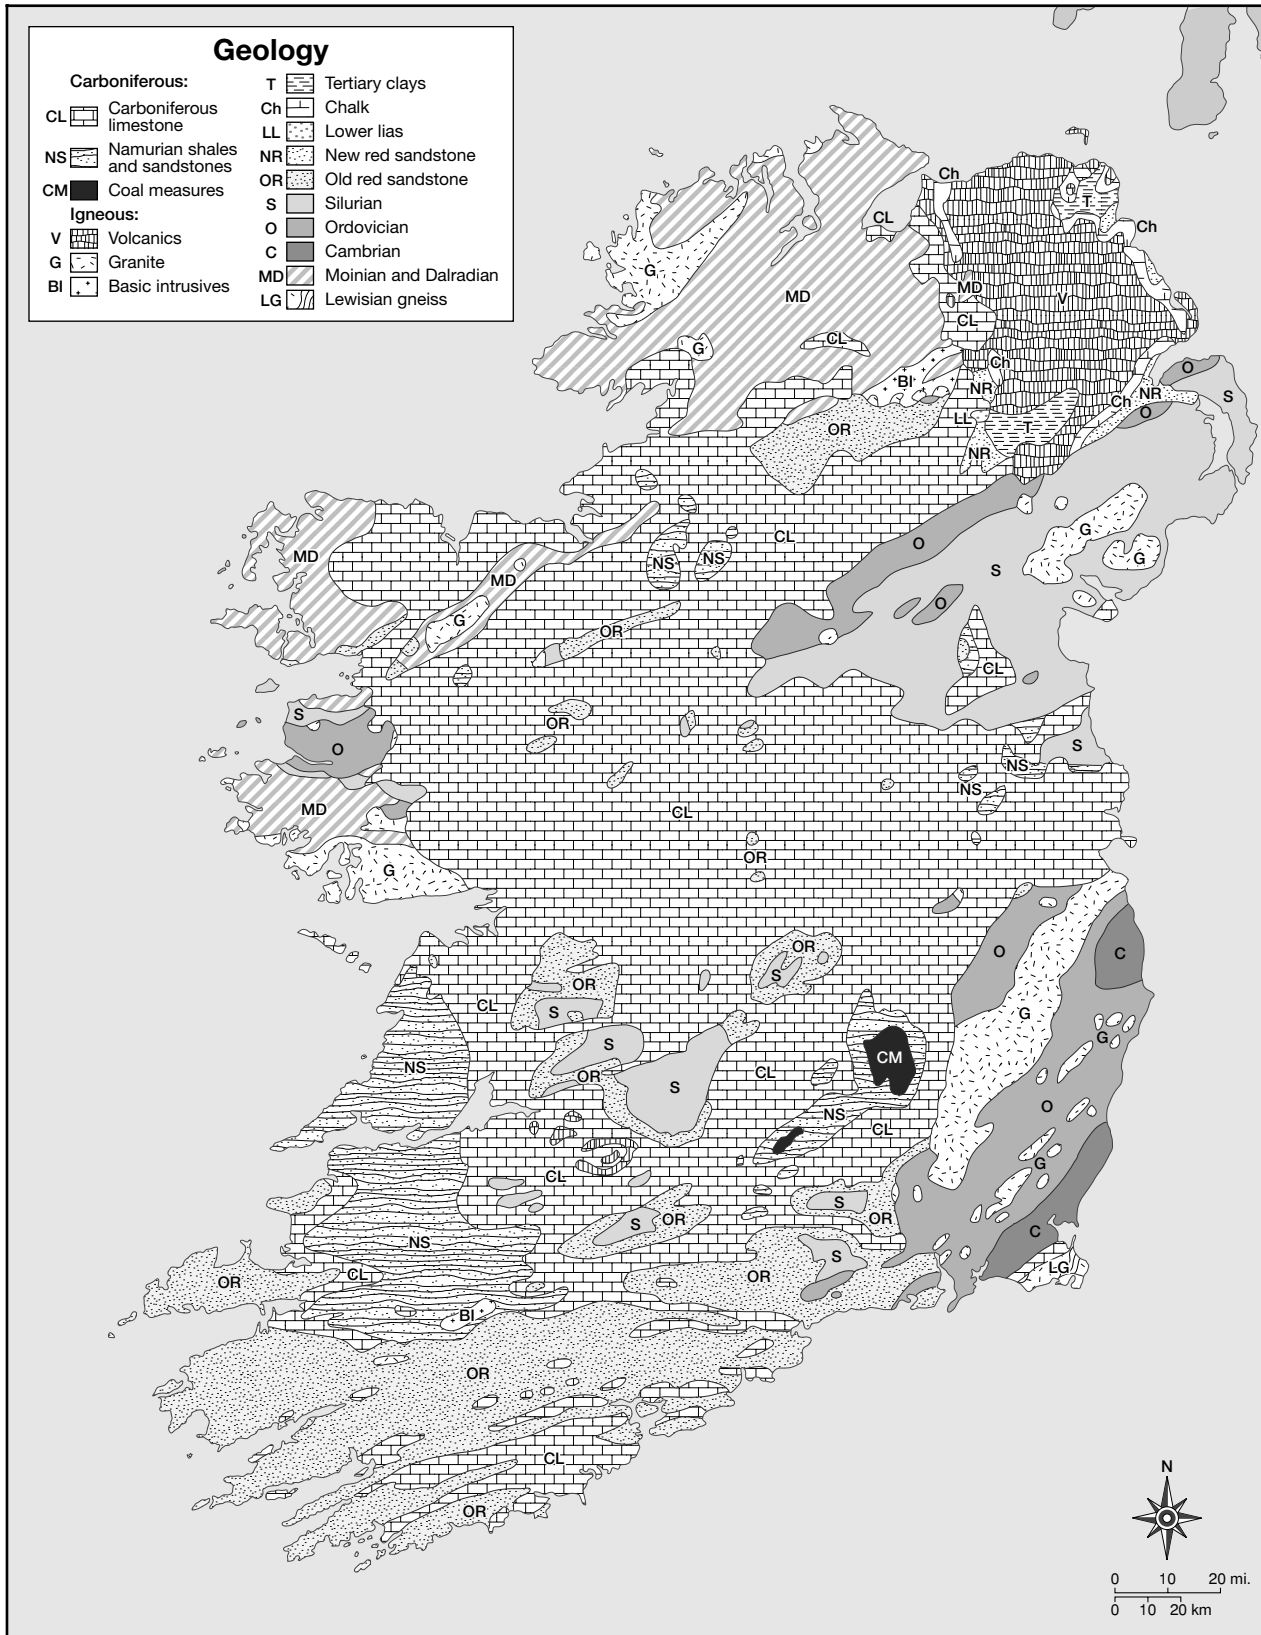 Geology
Carboniferous:
CL Carboniferous
limestone
NS Namurian shales
and sandstones
CM Coal measures
Igneous:
V Volcanics
G Granite
BI Basic intrusives
T Tertiary clays
Ch Chalk
LL Lower lias
NR New red sandstone
OR Old red sandstone
S Silurian
O Ordovician
C Cambrian
MD Moinian and Dalradian
LG Lewisian gneiss
Ch
T
CL
Ch
G
MD
MD
V
CL
CL
G
Ch
O
BI
NR
NR
S
Ch
O
LL
OR
T
NR
G
CL
O
MD
NS
NS
G
MD
S
O
G
OR
CL
S
OR
O
S
NS
NS
MD
CL
OR
G
OR
O
C
S
OR
CL
S
G
G
S
CM
NS
OR
CL
S
O
NS
CL
G
CL
S
OR
S
OR
C
NS
S
LG
CL
OR
OR
BI
OR
CL
OR
N
0 10 20 mi.
0 10 20 km